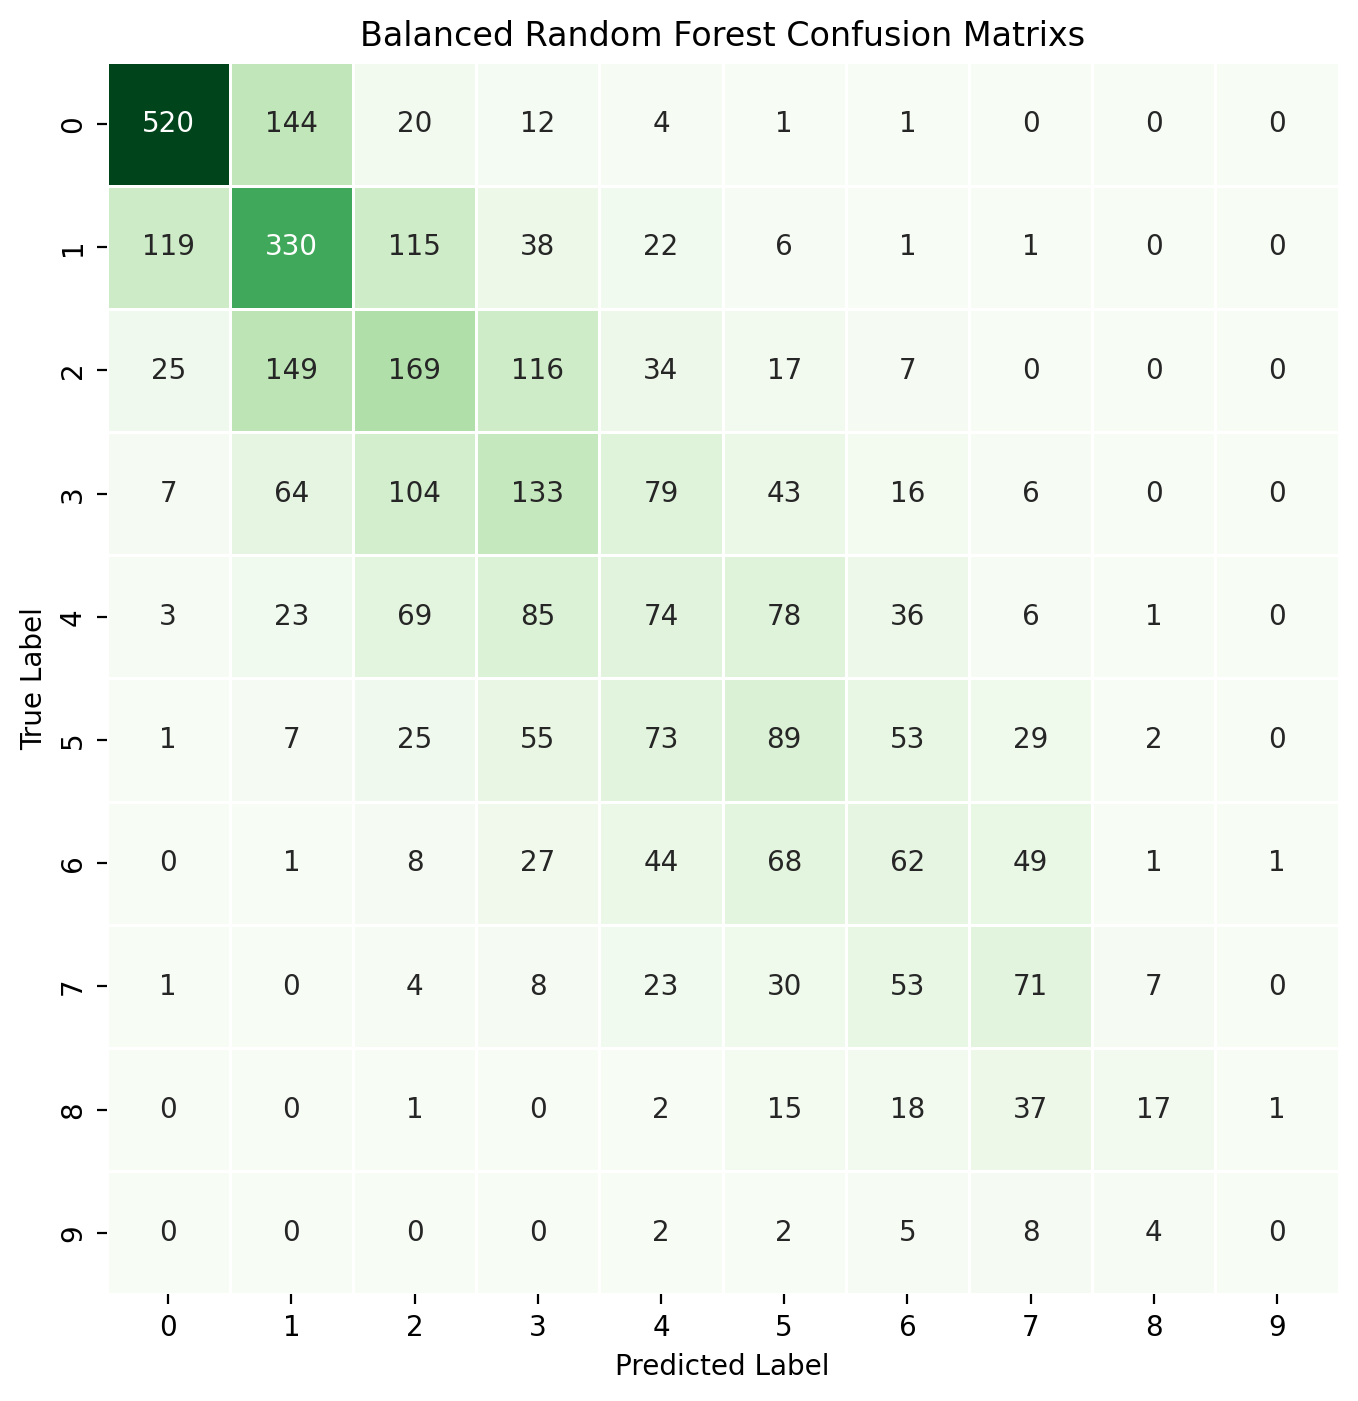 Balanced Random Forest Confusion Matrixs
0 520 144 20 12 4 1 1 0 0 0
1 119 330 115 38 22 6 1 1 0 0
2 25 149 169 116 34 17 7 0 0 0
3 7 64 104 133 79 43 16 6 0 0
4 3 23 69 85 74 78 36 6 1 0
5 1 7 25 55 73 89 53 29 2 0
6 0 1 8 27 44 68 62 49 1 1
7 1 0 4 8 23 30 53 71 7 0
8 0 0 1 0 2 15 18 37 17 1
9 0 0 0 0 2 2 5 8 4 0
0 1 2 3 4 5 6 7 8 9
True Label
Predicted Label